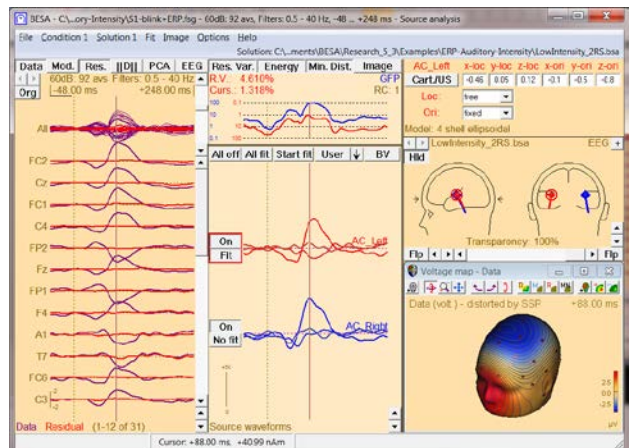 BESA - C:\...ory-Intensity\S1-blink+ERP.fsg - 60dB: 92 avs, Filters: 0.5 - 40 Hz, -48 ... +248 ms - Source analysis
File Condition 1 Solution 1 Fit Image Options Help
Solution: C:\...ments\BESA\Research_5_3\Examples\ERP-Auditory-Intensity\LowIntensity_2RS.bsa
Data Mod. Res. ||D|| PCA EEG
60dB: 92 avs Filters: 0.5 - 40 Hz
Org -48.00 ms +248.00 ms
All
FC2
Cz
FC1
C4
FP2
Fz
FP1
F4
A1
T7
FC6
C3
Data Residual (1-12 of 31)
Res. Var. Energy Min. Dist. Image
R.V.: 4.610% GFP
Curs.: 1.318% RC: 1
All off All fit Start fit User ↓ BV
On AC_Left
Fit
On AC_Right
No fit
Source waveforms
AC_Left x-loc y-loc z-loc x-ori y-ori z-ori
Cart./US -0.46 0.05 0.12 -0.1 -0.5 -0.8
Loc: free
Ori: fixed
Model: 4 shell ellipsoidal
LowIntensity_2RS.bsa EEG +
Hld
Transparency: 100%
Flp Flp
Voltage map - Data
Data (volt.) - distorted by SSP +88.00 ms
2.5
0.0
-2.5
µV
Cursor: +88.00 ms, +40.99 nAm